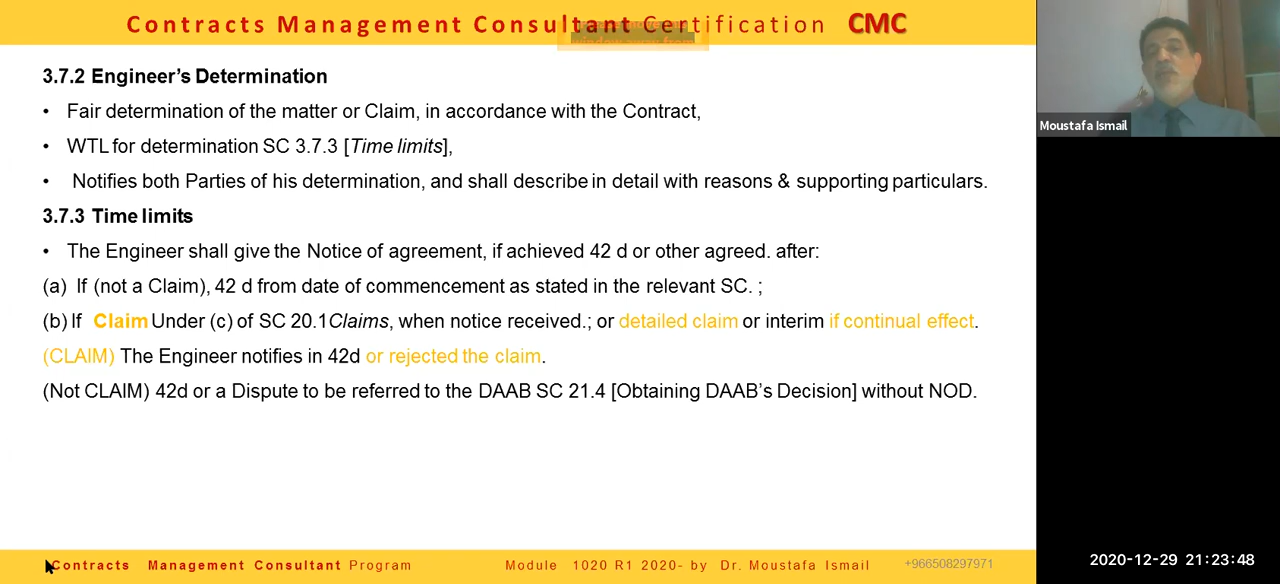 Contracts Management Consultant Certification CMC
3.7.2 Engineer's Determination
• Fair determination of the matter or Claim, in accordance with the Contract,
• WTL for determination SC 3.7.3 [Time limits],
• Notifies both Parties of his determination, and shall describe in detail with reasons & supporting particulars.
3.7.3 Time limits
• The Engineer shall give the Notice of agreement, if achieved 42 d or other agreed. after:
(a) If (not a Claim), 42 d from date of commencement as stated in the relevant SC. ;
(b) If Claim Under (c) of SC 20.1Claims, when notice received.; or detailed claim or interim if continual effect.
(CLAIM) The Engineer notifies in 42d or rejected the claim.
(Not CLAIM) 42d or a Dispute to be referred to the DAAB SC 21.4 [Obtaining DAAB's Decision] without NOD.
Contracts Management Consultant Program Module 1020 R1 2020- by Dr. Moustafa Ismail +966508297971
Moustafa Ismail
2020-12-29 21:23:48